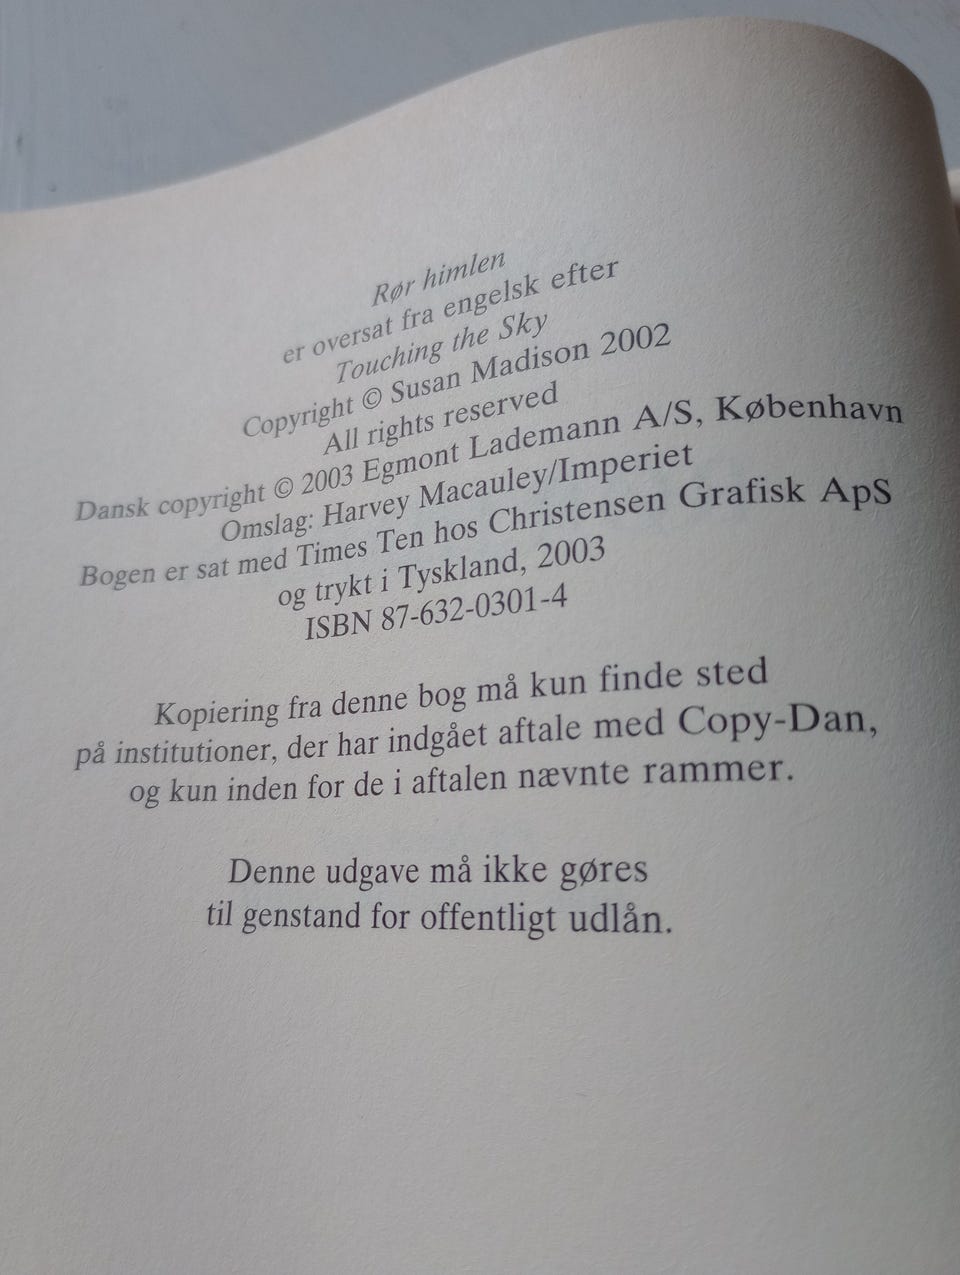 Rør himlen
er oversat fra engelsk efter
Touching the Sky
Copyright © Susan Madison 2002
All rights reserved
Dansk copyright © 2003 Egmont Lademann A/S, København
Omslag: Harvey Macauley/Imperiet
Bogen er sat med Times Ten hos Christensen Grafisk ApS
og trykt i Tyskland, 2003
ISBN 87-632-0301-4
Kopiering fra denne bog må kun finde sted
på institutioner, der har indgået aftale med Copy-Dan,
og kun inden for de i aftalen nævnte rammer.
Denne udgave må ikke gøres
til genstand for offentligt udlån.